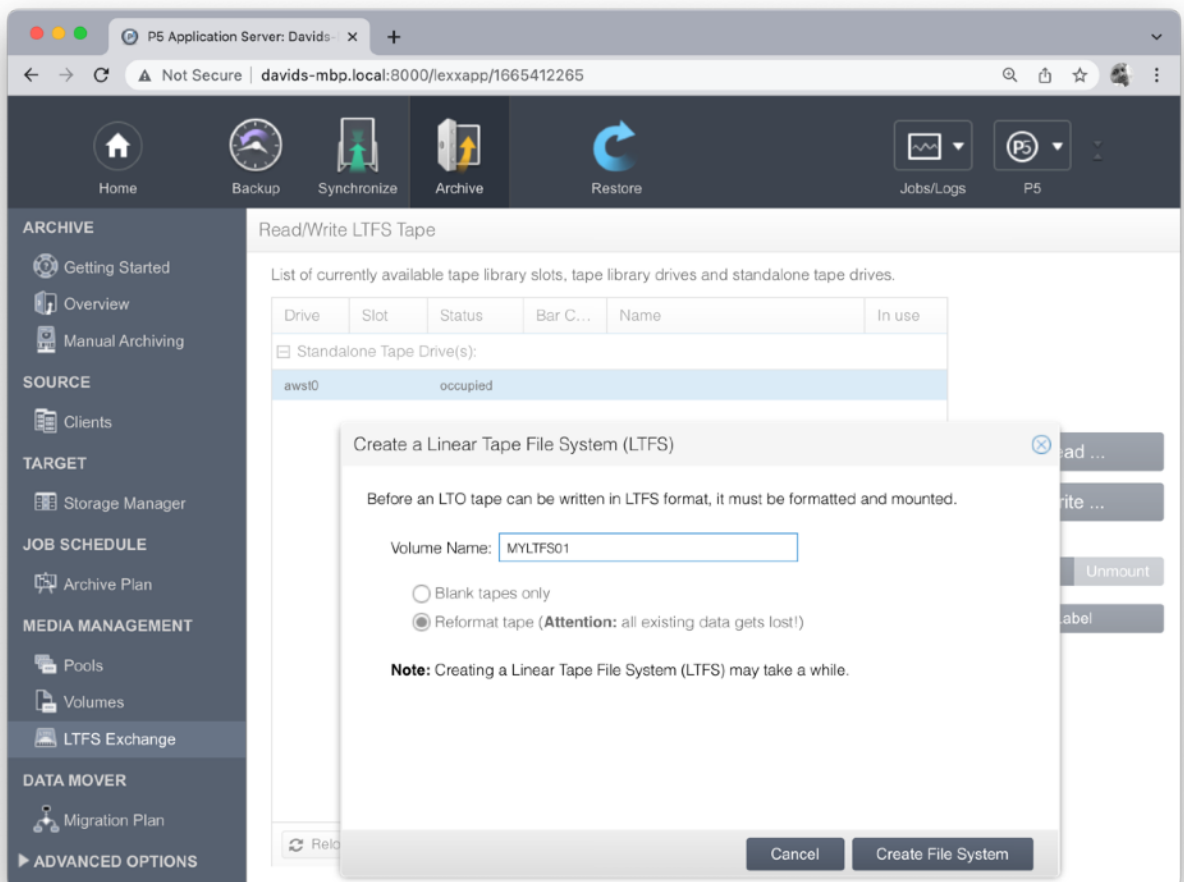 P5 Application Server: Davids-
Not Secure | davids-mbp.local:8000/lexxapp/1665412265
Home
Backup
Synchronize
Archive
Restore
P5
Jobs/Logs
P5
ARCHIVE
Getting Started
Overview
Manual Archiving
SOURCE
Clients
TARGET
Storage Manager
JOB SCHEDULE
Archive Plan
MEDIA MANAGEMENT
Pools
Volumes
LTFS Exchange
DATA MOVER
Migration Plan
ADVANCED OPTIONS
Read/Write LTFS Tape
List of currently available tape library slots, tape library drives and standalone tape drives.
Drive Slot Status Bar C... Name In use
Standalone Tape Drive(s):
awst0 occupied
ead ...
rite ...
Unmount
abel
Relo
Create a Linear Tape File System (LTFS)
Before an LTO tape can be written in LTFS format, it must be formatted and mounted.
Volume Name: MYLTFS01
Blank tapes only
Reformat tape (Attention: all existing data gets lost!)
Note: Creating a Linear Tape File System (LTFS) may take a while.
Cancel
Create File System